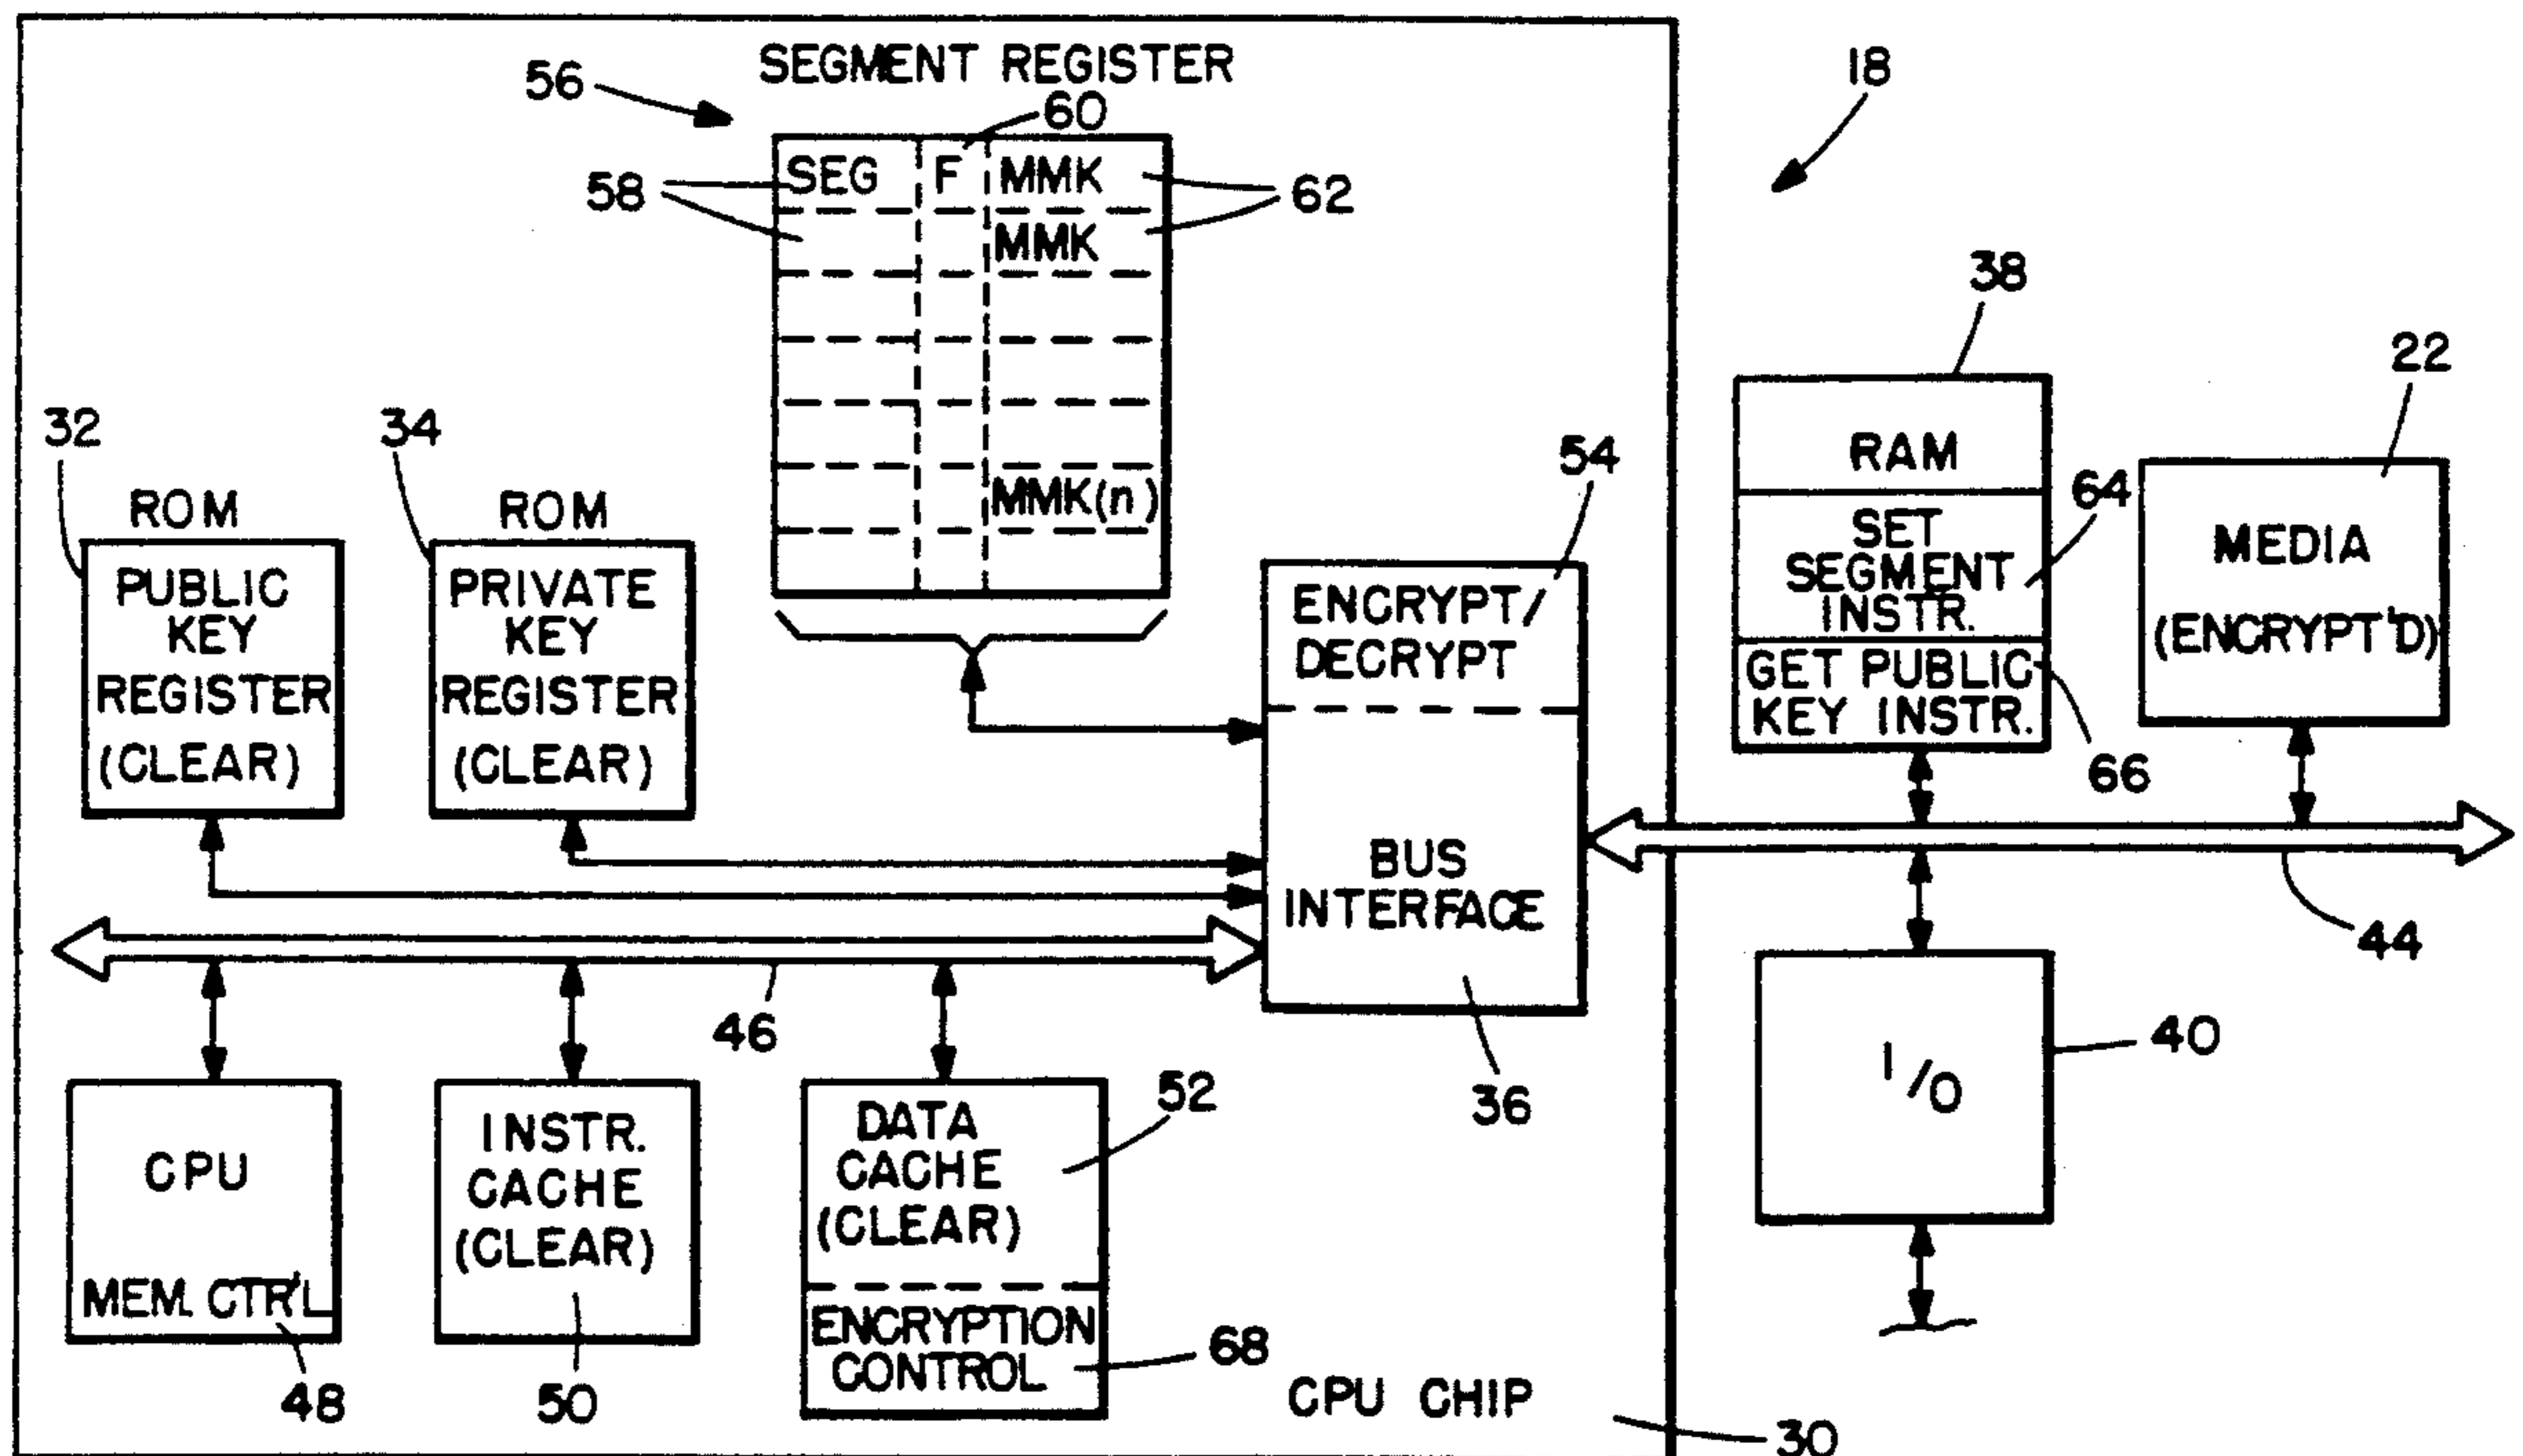 SEGMENT REGISTER
56
60
18
SEG F MMK
58
62
MMK
MMK(n)
38
22
32
34
54
ROM
ROM
RAM
64
SET
SEGMENT
INSTR.
MEDIA
(ENCRYPT'D)
PUBLIC
KEY
REGISTER
(CLEAR)
PRIVATE
KEY
REGISTER
(CLEAR)
ENCRYPT/
DECRYPT
GET PUBLIC
KEY INSTR.
66
BUS
INTERFACE
44
46
36
40
I/O
CPU
MEM. CTR'L
48
INSTR.
CACHE
(CLEAR)
50
DATA
CACHE
(CLEAR)
52
ENCRYPTION
CONTROL
68
CPU CHIP
30